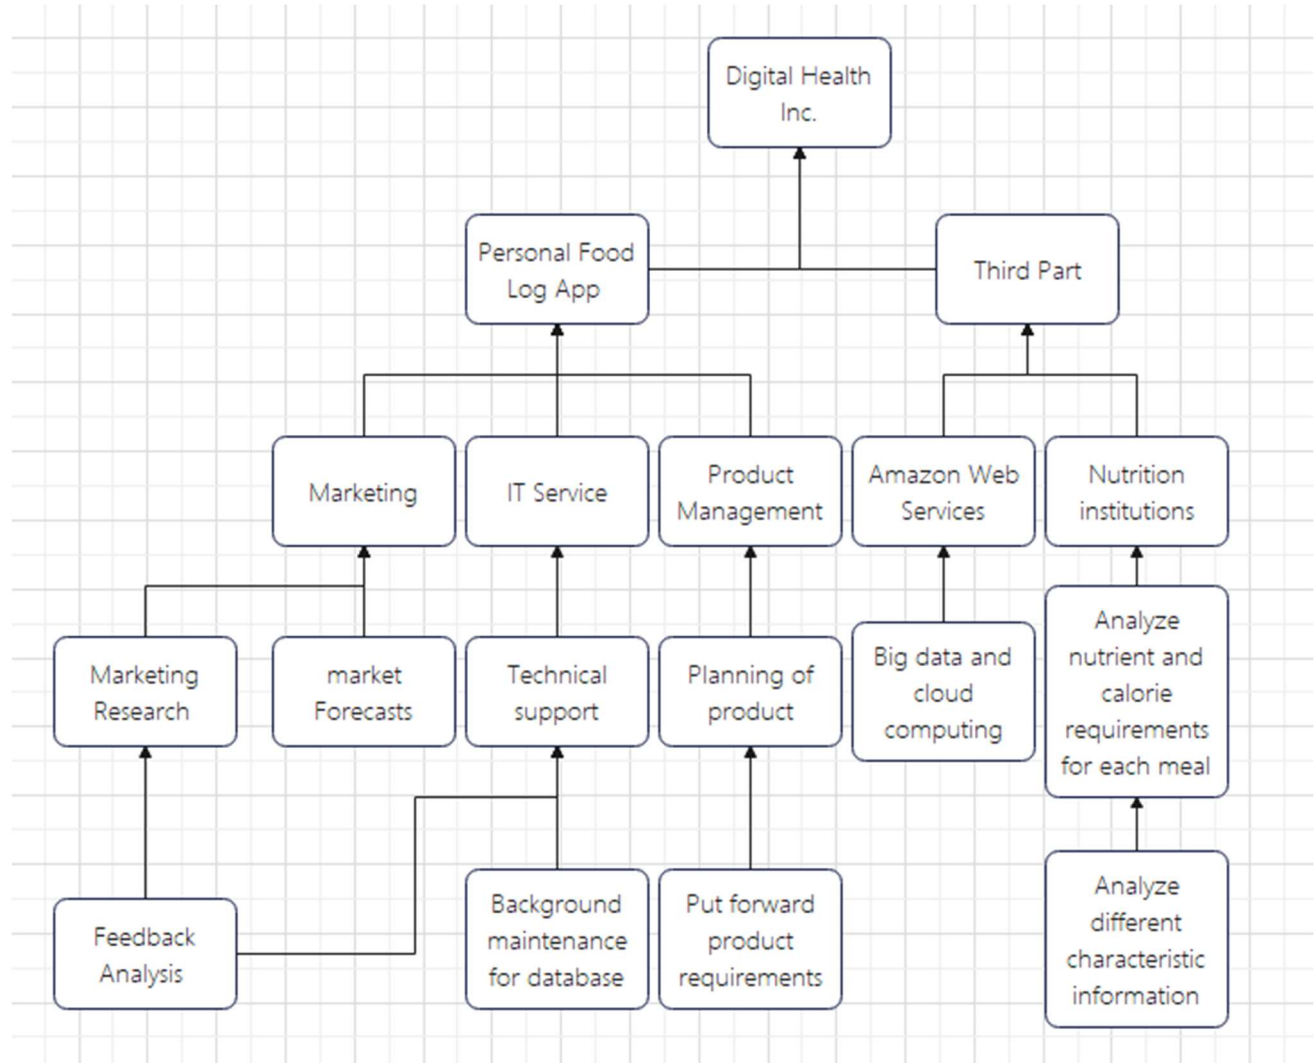 Digital Health
Inc.
Personal Food
Log App
Third Part
Marketing
IT Service
Product
Management
Amazon Web
Services
Nutrition
institutions
Marketing
Research
market
Forecasts
Technical
support
Planning of
product
Big data and
cloud
computing
Analyze
nutrient and
calorie
requirements
for each meal
Feedback
Analysis
Background
maintenance
for database
Put forward
product
requirements
Analyze
different
characteristic
information